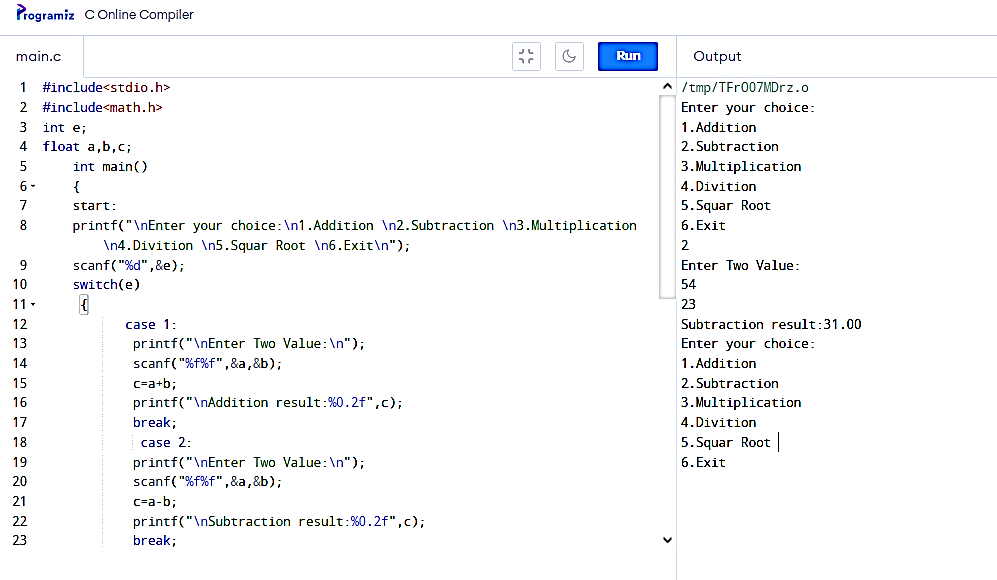 Programiz C Online Compiler
main.c
Run
Output
1 #include<stdio.h>
2 #include<math.h>
3 int e;
4 float a,b,c;
5 int main()
6 {
7 start:
8 printf("\nEnter your choice:\n1.Addition \n2.Subtraction \n3.Multiplication
\n4.Divition \n5.Squar Root \n6.Exit\n");
9 scanf("%d",&e);
10 switch(e)
11 {
12 case 1:
13 printf("\nEnter Two Value:\n");
14 scanf("%f%f",&a,&b);
15 c=a+b;
16 printf("\nAddition result:%0.2f",c);
17 break;
18 case 2:
19 printf("\nEnter Two Value:\n");
20 scanf("%f%f",&a,&b);
21 c=a-b;
22 printf("\nSubtraction result:%0.2f",c);
23 break;
/tmp/TFrO07MDrz.o
Enter your choice:
1.Addition
2.Subtraction
3.Multiplication
4.Divition
5.Squar Root
6.Exit
2
Enter Two Value:
54
23
Subtraction result:31.00
Enter your choice:
1.Addition
2.Subtraction
3.Multiplication
4.Divition
5.Squar Root
6.Exit